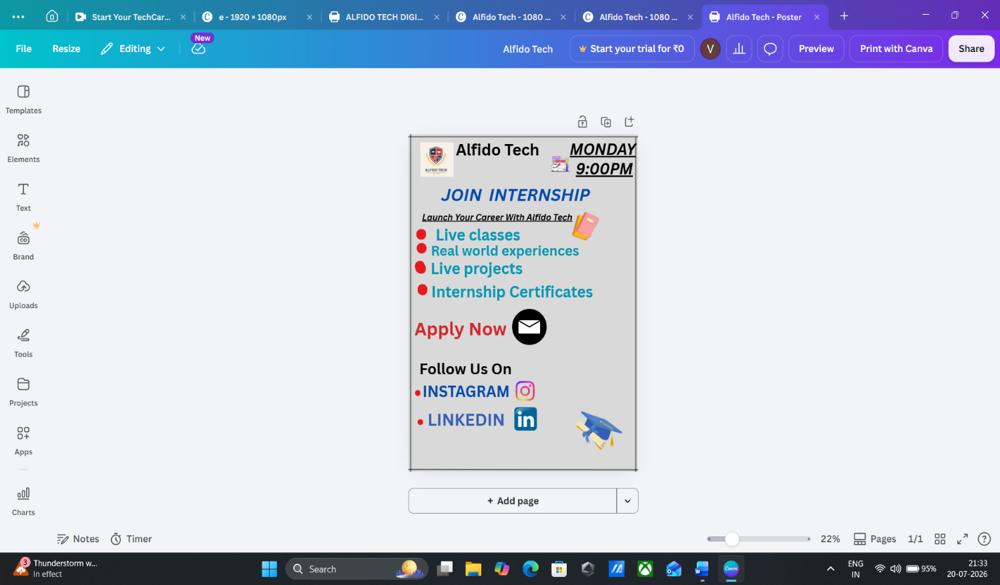 Start Your TechCar...
e - 1920 × 1080px
ALFIDO TECH DIGI...
Alfido Tech - 1080 ...
Alfido Tech - 1080 ...
Alfido Tech - Poster
File
Resize
Editing
New
Alfido Tech
Start your trial for ₹0
V
Preview
Print with Canva
Share
Templates
Elements
Text
Brand
Uploads
Tools
Projects
Apps
Charts
ALFIDO TECH
Alfido Tech
MONDAY
9:00PM
JOIN INTERNSHIP
Launch Your Career With Alfido Tech
Live classes
Real world experiences
Live projects
Internship Certificates
Apply Now
Follow Us On
INSTAGRAM
LINKEDIN
in
+ Add page
Notes
Timer
22%
Pages
1/1
3
Thunderstorm w...
In effect
Search
Canva
ENG
IN
95%
21:33
20-07-2026